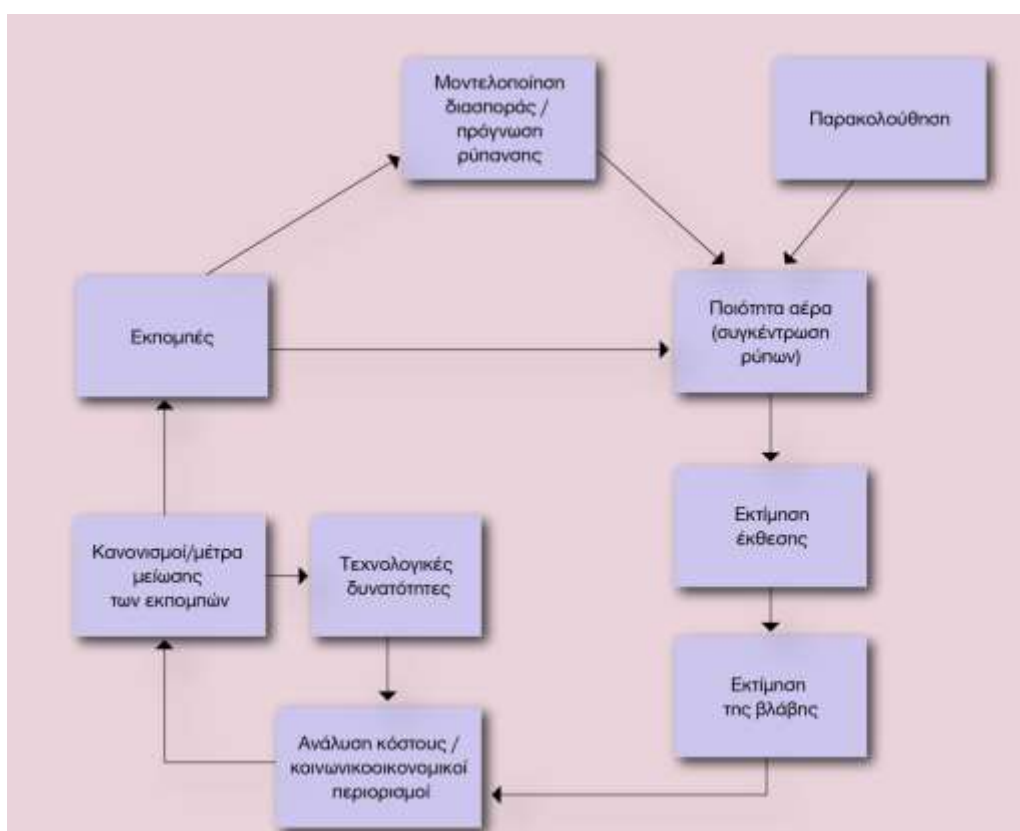 Μοντελοποίηση
διασποράς /
πρόγνωση
ρύπανσης
Παρακολούθηση
Εκπομπές
Ποιότητα αέρα
(συγκέντρωση
ρύπων)
Εκτίμηση
έκθεσης
Κανονισμοί/μέτρα
μείωσης
των εκπομπών
Τεχνολογικές
δυνατότητες
Εκτίμηση
της βλάβης
Ανάλυση κόστους /
κοινωνικοοικονομικοί
περιορισμοί